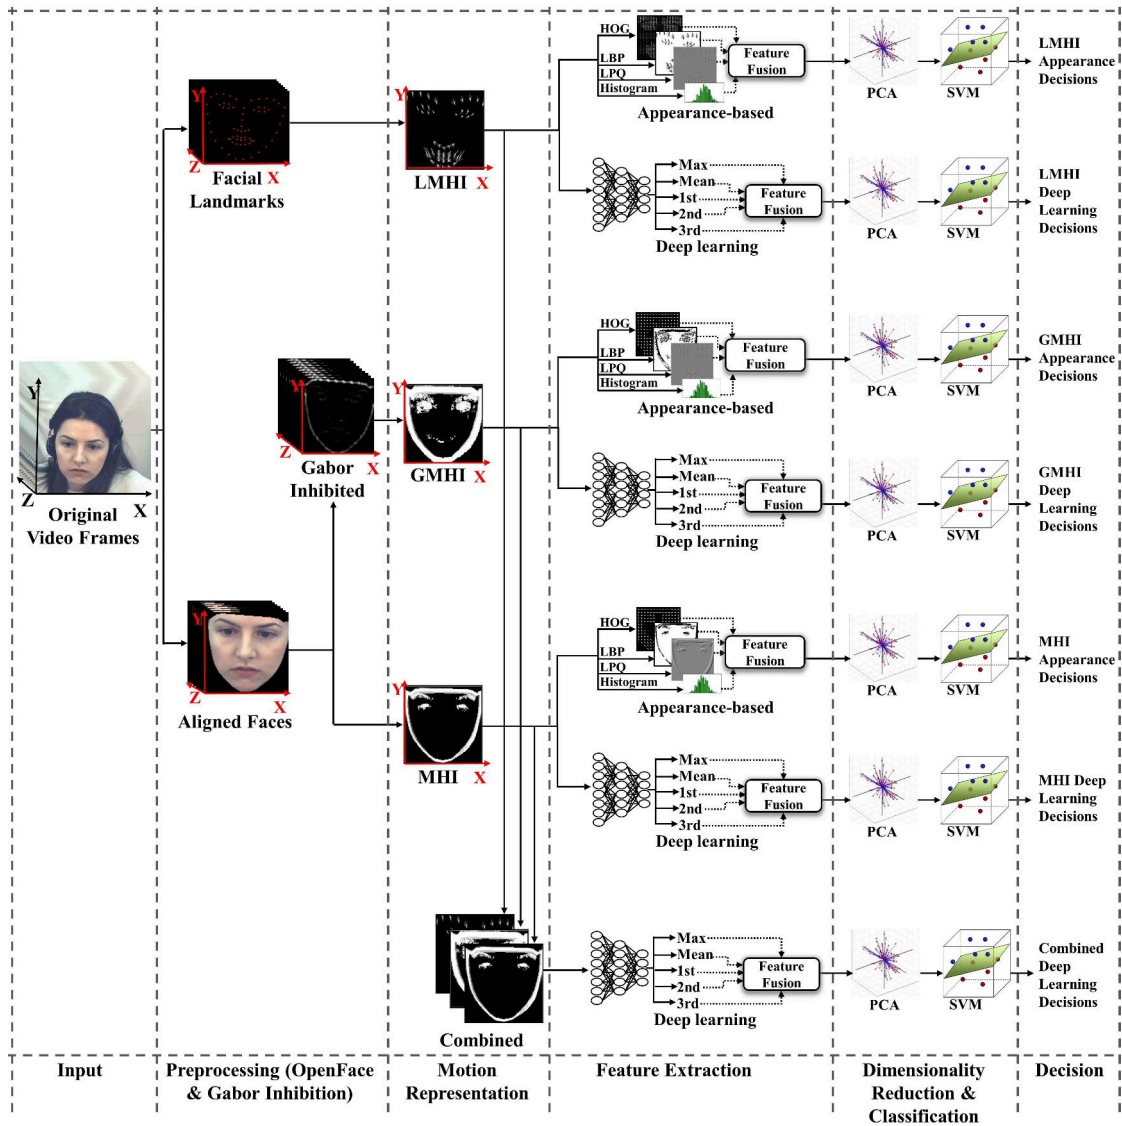 Y
Z
X
Original
Video Frames
Y
Z
Facial X
Landmarks
Y
Z
X
Gabor
Inhibited
Y
Z
X
Aligned Faces
Y
LMHI X
Y
GMHI X
Y
MHI X
Combined
HOG
LBP
LPQ
Histogram
Feature
Fusion
Appearance-based
PCA
SVM
LMHI
Appearance
Decisions
Max
Mean
1st
2nd
3rd
Feature
Fusion
Deep learning
PCA
SVM
LMHI
Deep
Learning
Decisions
HOG
LBP
LPQ
Histogram
Feature
Fusion
Appearance-based
PCA
SVM
GMHI
Appearance
Decisions
Max
Mean
1st
2nd
3rd
Feature
Fusion
Deep learning
PCA
SVM
GMHI
Deep
Learning
Decisions
HOG
LBP
LPQ
Histogram
Feature
Fusion
Appearance-based
PCA
SVM
MHI
Appearance
Decisions
Max
Mean
1st
2nd
3rd
Feature
Fusion
Deep learning
PCA
SVM
MHI Deep
Learning
Decisions
Max
Mean
1st
2nd
3rd
Feature
Fusion
Deep learning
PCA
SVM
Combined
Deep
Learning
Decisions
Input
Preprocessing (OpenFace
& Gabor Inhibition)
Motion
Representation
Feature Extraction
Dimensionality
Reduction &
Classification
Decision